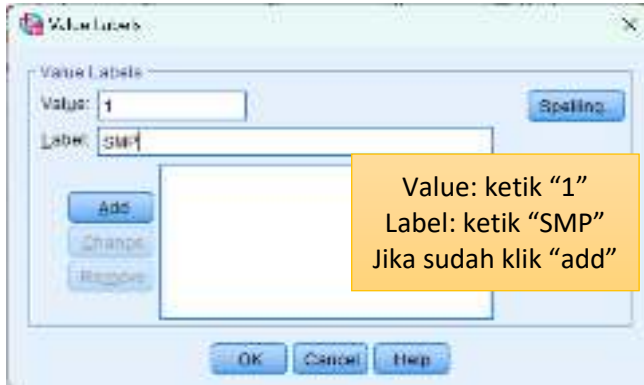 Value Labels
Value Labels
Value: 1
Spelling...
Label: SMP
Add
Change
Remove
Value: ketik “1”
Label: ketik “SMP”
Jika sudah klik “add”
OK Cancel Help